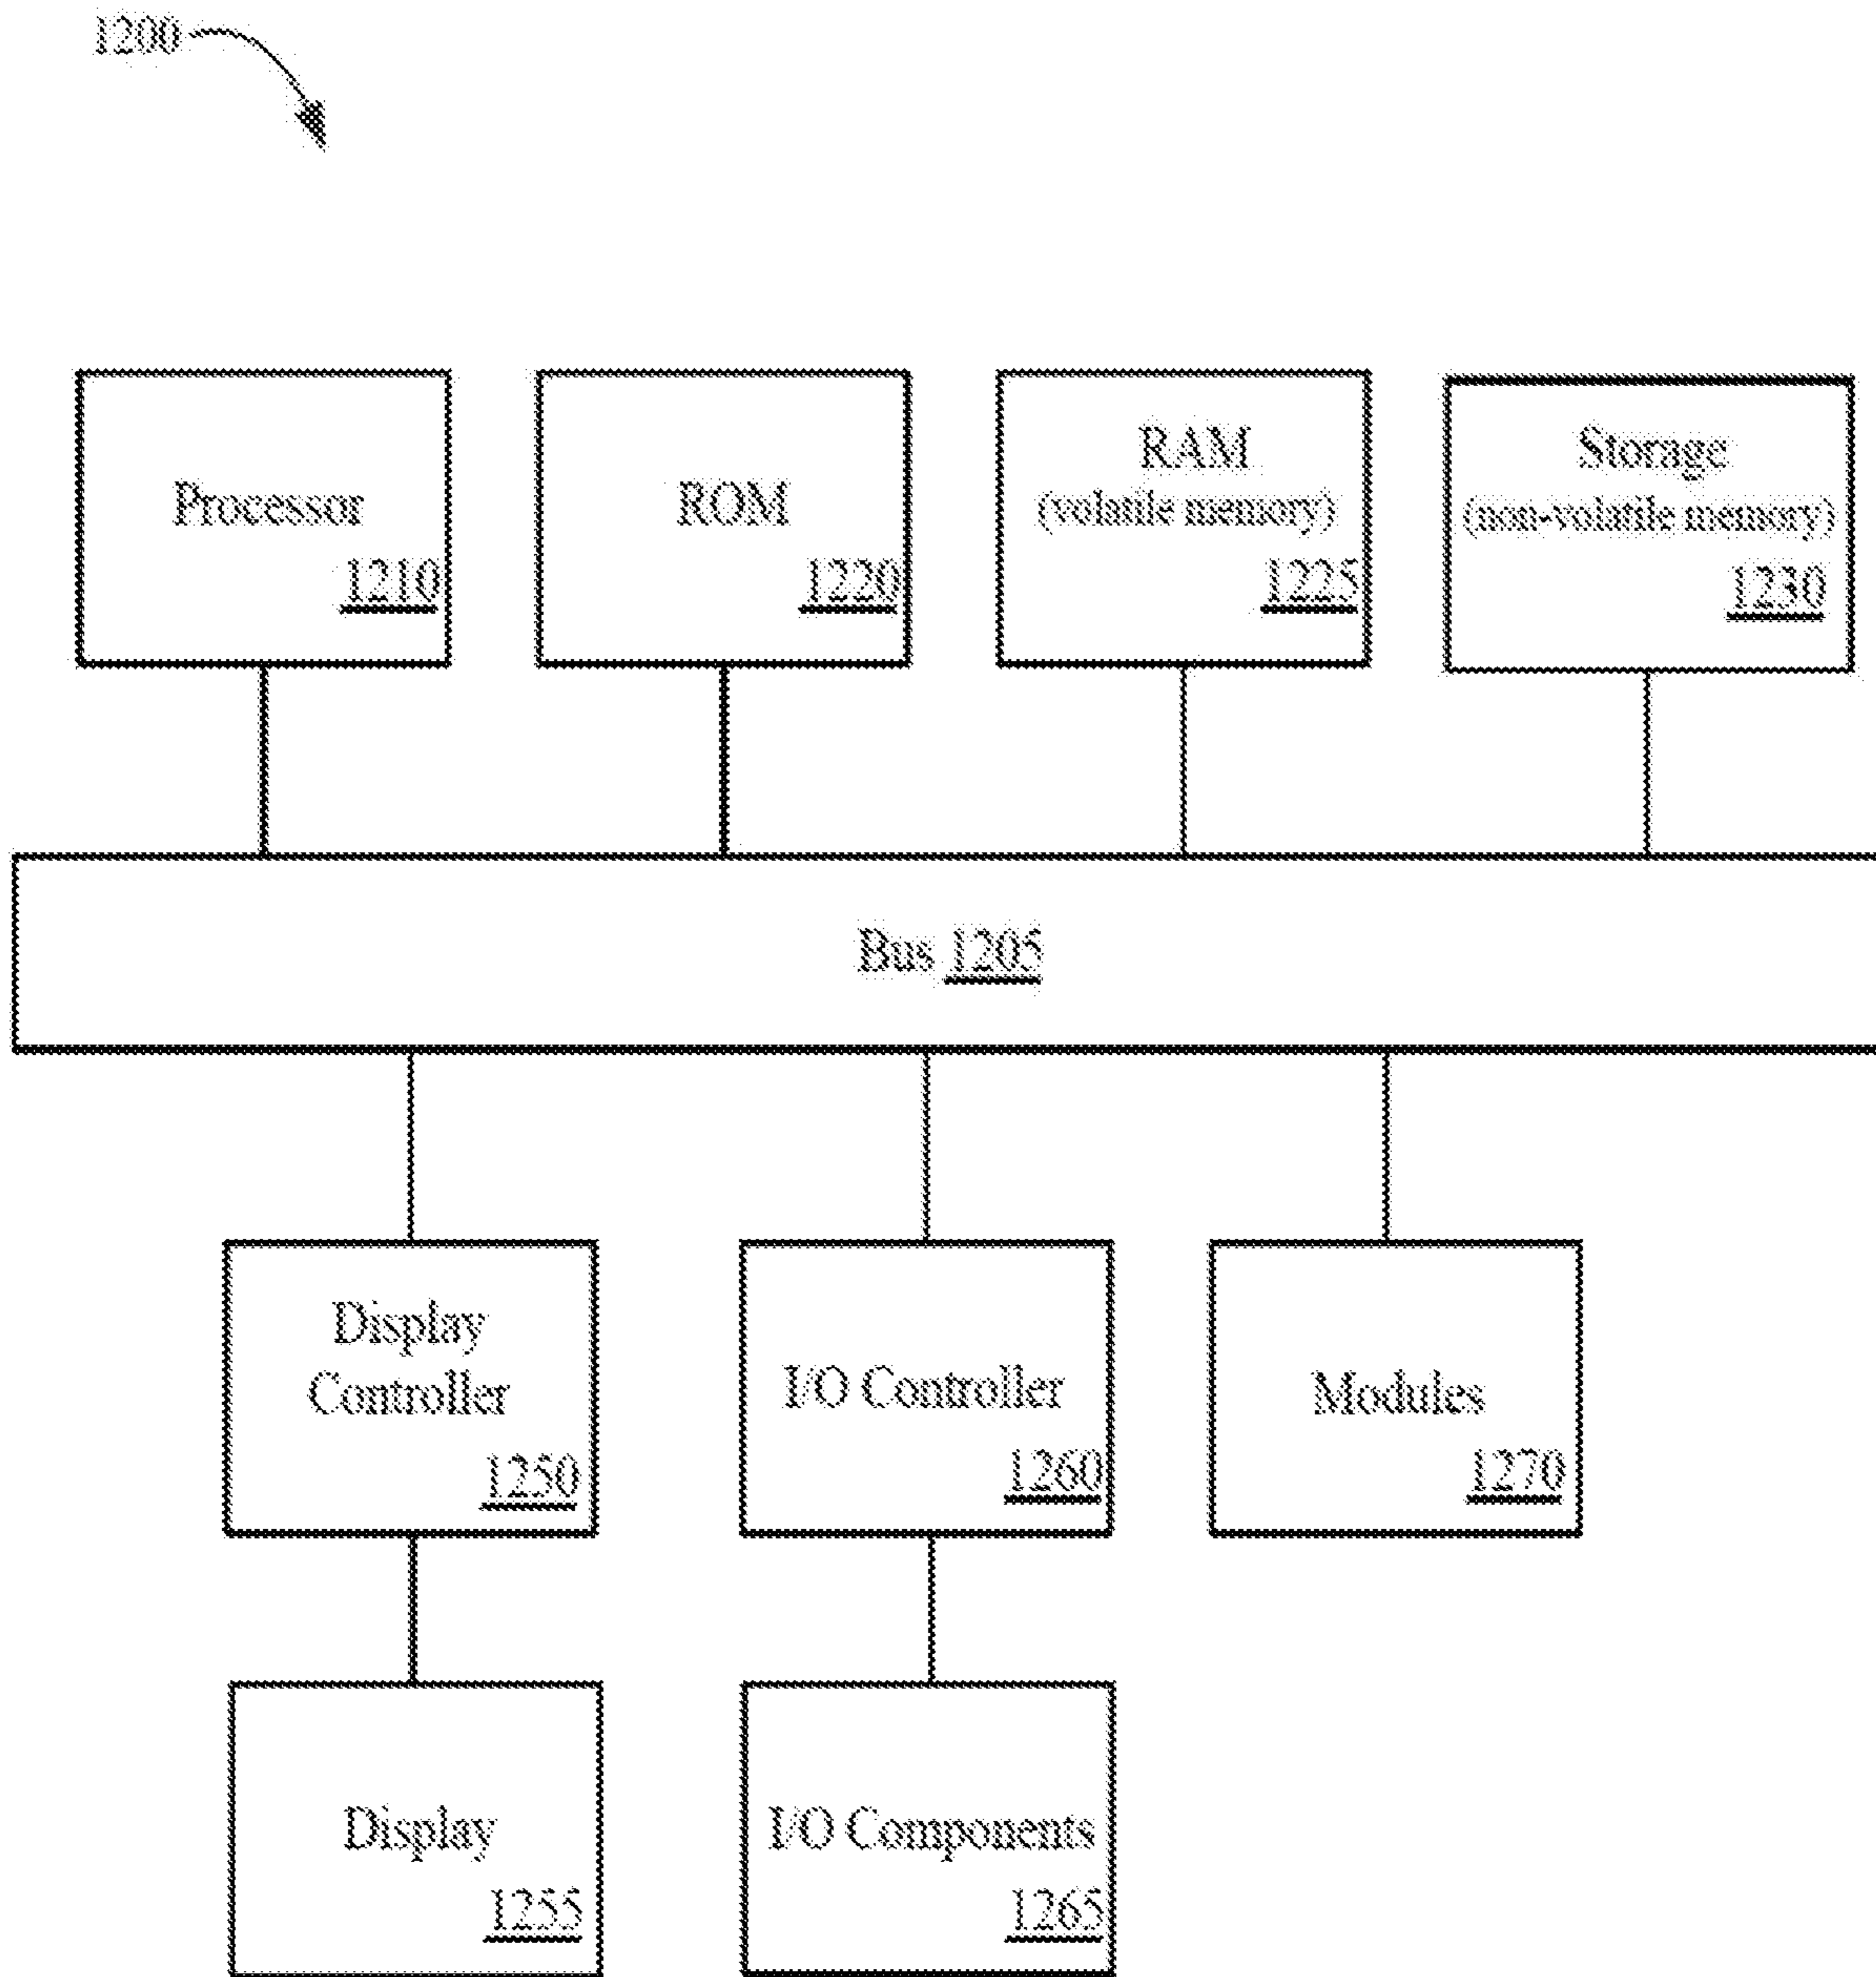 1200
Processor
1210
ROM
1220
RAM
(volatile memory)
1225
Storage
(non-volatile memory)
1230
Bus 1205
Display
Controller
1250
I/O Controller
1260
Modules
1270
Display
1255
I/O Components
1265